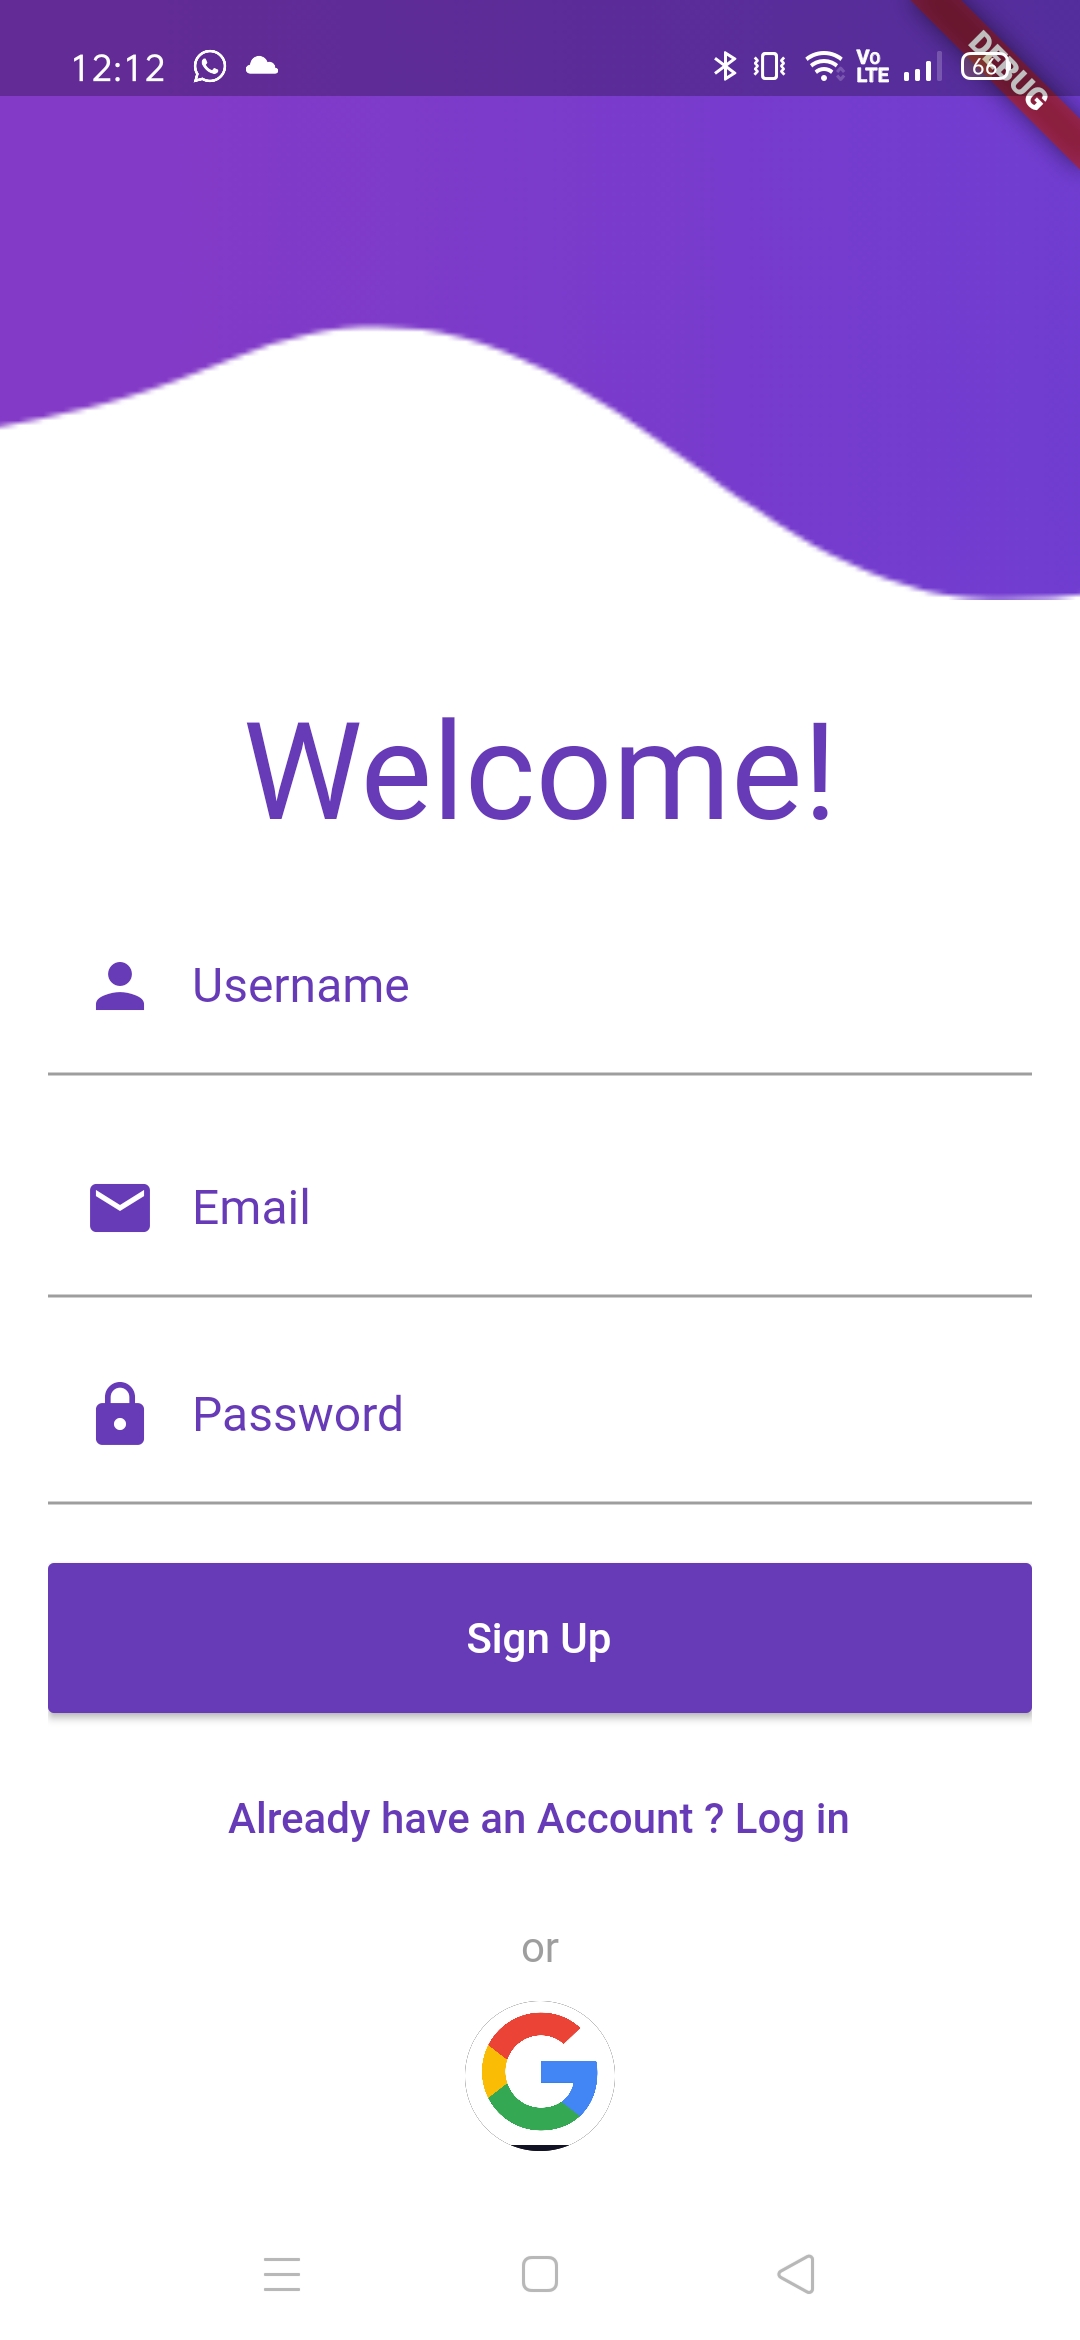 12:12 Vo LTE 66 DEBUG
Welcome!
Username
Email
Password
Sign Up
Already have an Account ? Log in
or
G